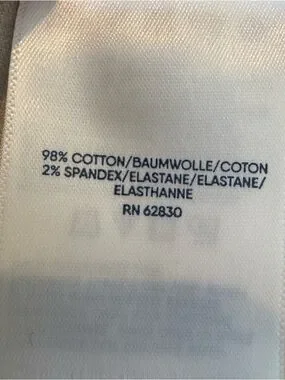 98% COTTON/BAUMWOLLE/COTON
2% SPANDEX/ELASTANE/ELASTANE/
ELASTHANNE
RN 62830